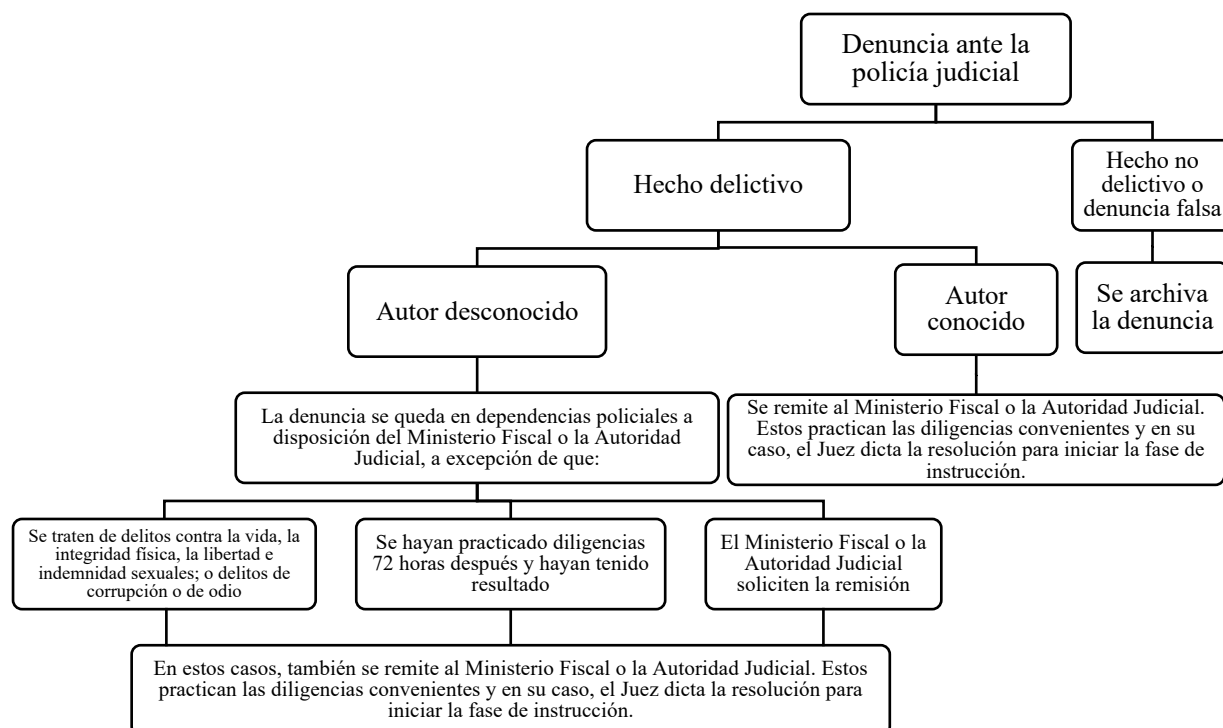 Denuncia ante la
policía judicial
Hecho delictivo
Hecho no
delictivo o
denuncia falsa
Autor desconocido
Autor
conocido
Se archiva
la denuncia
La denuncia se queda en dependencias policiales a
disposición del Ministerio Fiscal o la Autoridad
Judicial, a excepción de que:
Se remite al Ministerio Fiscal o la Autoridad Judicial.
Estos practican las diligencias convenientes y en su
caso, el Juez dicta la resolución para iniciar la fase de
instrucción.
Se traten de delitos contra la vida, la
integridad física, la libertad e
indemnidad sexuales; o delitos de
corrupción o de odio
Se hayan practicado diligencias
72 horas después y hayan tenido
resultado
El Ministerio Fiscal o la
Autoridad Judicial
soliciten la remisión
En estos casos, también se remite al Ministerio Fiscal o la Autoridad Judicial. Estos
practican las diligencias convenientes y en su caso, el Juez dicta la resolución para
iniciar la fase de instrucción.